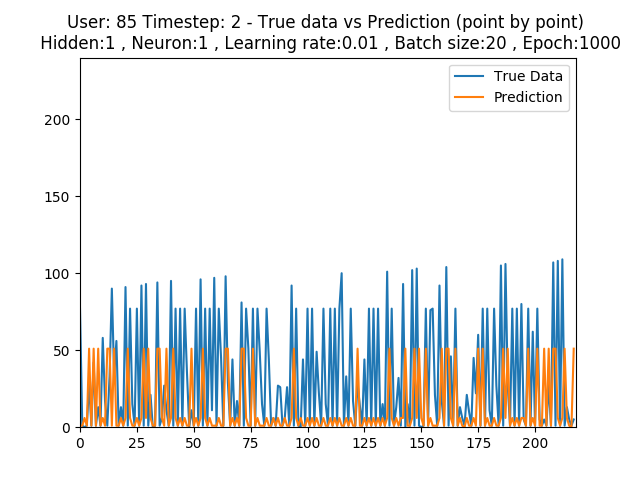 User: 85 Timestep: 2 - True data vs Prediction (point by point)
Hidden:1 , Neuron:1 , Learning rate:0.01 , Batch size:20 , Epoch:1000
True Data
Prediction
200
150
100
50
0
0 25 50 75 100 125 150 175 200